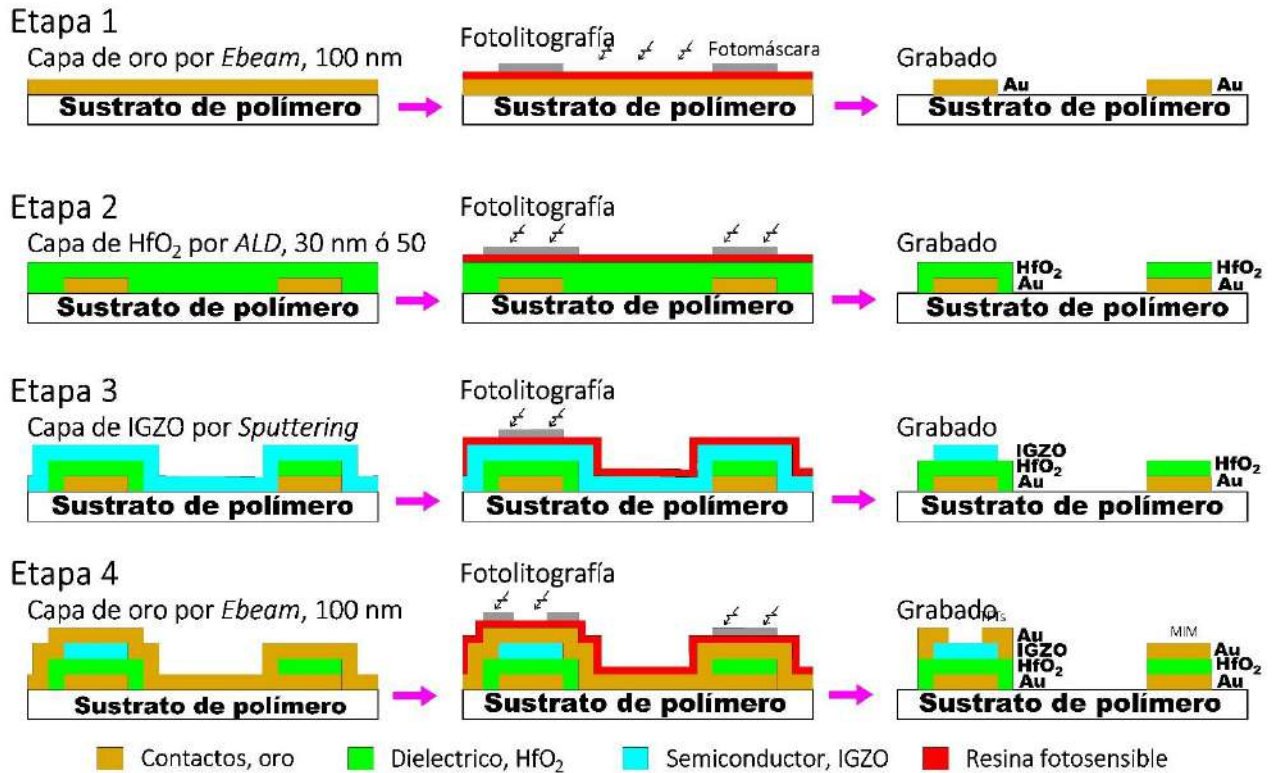 Etapa 1
Capa de oro por Ebeam, 100 nm
Fotolitografía
Fotomáscara
Grabado
Au
Au
Sustrato de polímero
Sustrato de polímero
Sustrato de polímero
Etapa 2
Capa de HfO₂ por ALD, 30 nm ó 50
Fotolitografía
Grabado
HfO₂
Au
HfO₂
Au
Sustrato de polímero
Sustrato de polímero
Sustrato de polímero
Etapa 3
Capa de IGZO por Sputtering
Fotolitografía
Grabado
IGZO
HfO₂
Au
HfO₂
Au
Sustrato de polímero
Sustrato de polímero
Sustrato de polímero
Etapa 4
Capa de oro por Ebeam, 100 nm
Fotolitografía
Grabado
TFTs
Au
IGZO
HfO₂
Au
MIM
Au
HfO₂
Au
Sustrato de polímero
Sustrato de polímero
Sustrato de polímero
Contactos, oro
Dielectrico, HfO₂
Semiconductor, IGZO
Resina fotosensible